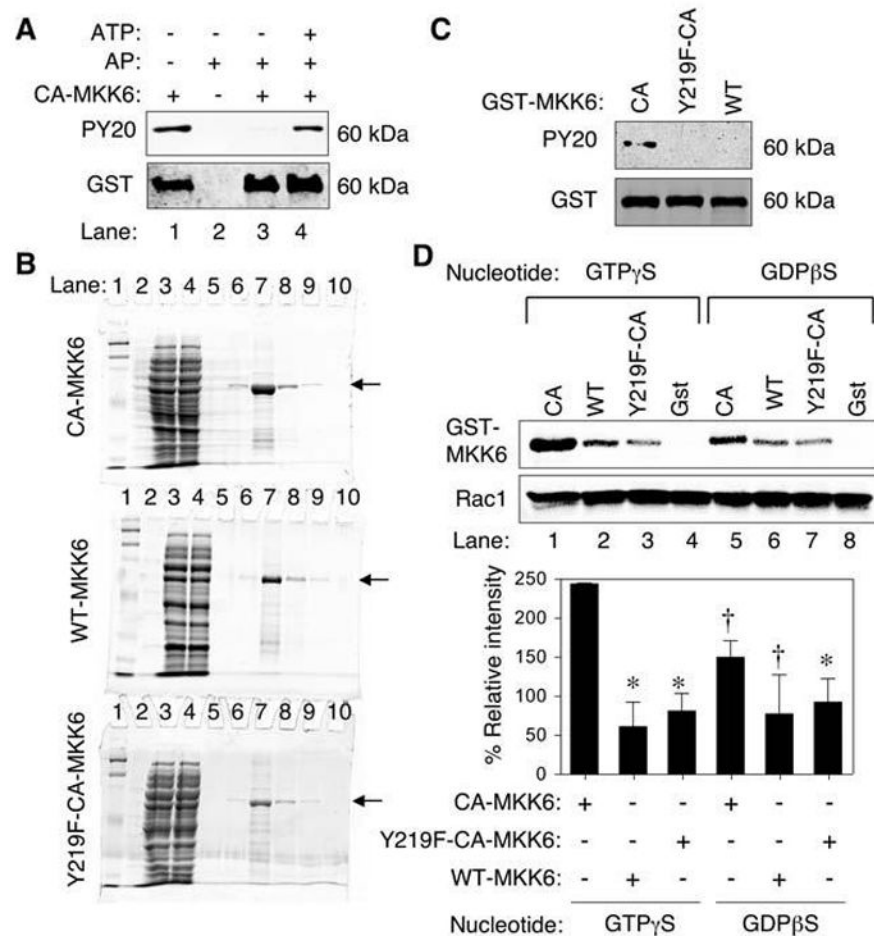 A
ATP: - - - +
AP: - + + +
CA-MKK6: + - + +
PY20 60 kDa
GST 60 kDa
Lane: 1 2 3 4
B
Lane: 1 2 3 4 5 6 7 8 9 10
CA-MKK6
1 2 3 4 5 6 7 8 9 10
WT-MKK6
1 2 3 4 5 6 7 8 9 10
Y219F-CA-MKK6
C
GST-MKK6: CA Y219F-CA WT
PY20 60 kDa
GST 60 kDa
D
Nucleotide: GTPγS GDPβS
CA WT Y219F-CA Gst CA WT Y219F-CA Gst
GST-
MKK6
Rac1
Lane: 1 2 3 4 5 6 7 8
% Relative intensity
250
200
150
100
50
0
* * † † *
CA-MKK6: + - - + - -
Y219F-CA-MKK6: - - + - - +
WT-MKK6: - + - - + -
Nucleotide: GTPγS GDPβS